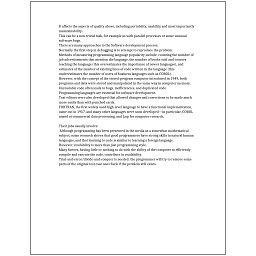 It affects the aspects of quality above, including portability, usability and most importantly
maintainability.
This can be a non-trivial task, for example as with parallel processes or some unusual
software bugs.
There are many approaches to the Software development process.
Normally the first step in debugging is to attempt to reproduce the problem.
Methods of measuring programming language popularity include: counting the number of
job advertisements that mention the language, the number of books sold and courses
teaching the language (this overestimates the importance of newer languages), and
estimates of the number of existing lines of code written in the language (this
underestimates the number of users of business languages such as COBOL).
However, with the concept of the stored-program computer introduced in 1949, both
programs and data were stored and manipulated in the same way in computer memory.
Unreadable code often leads to bugs, inefficiencies, and duplicated code.
Programming languages are essential for software development.
Text editors were also developed that allowed changes and corrections to be made much
more easily than with punched cards.
FORTRAN, the first widely used high-level language to have a functional implementation,
came out in 1957, and many other languages were soon developed—in particular, COBOL
aimed at commercial data processing, and Lisp for computer research.
Their jobs usually involve:
Although programming has been presented in the media as a somewhat mathematical
subject, some research shows that good programmers have strong skills in natural human
languages, and that learning to code is similar to learning a foreign language.
However, readability is more than just programming style.
Many factors, having little or nothing to do with the ability of the computer to efficiently
compile and execute the code, contribute to readability.
Trial-and-error/divide-and-conquer is needed: the programmer will try to remove some
parts of the original test case and check if the problem still exists.